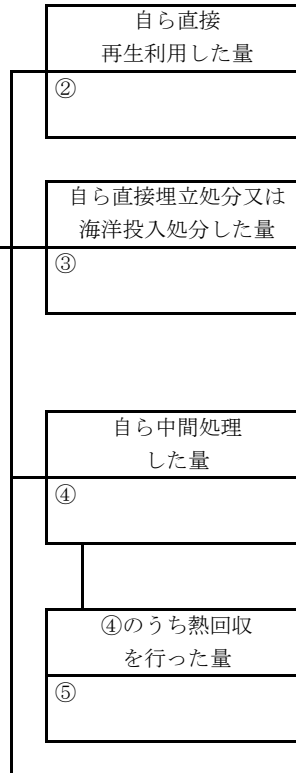 自ら直接
再生利用した量
②
自ら直接埋立処分又は
海洋投入処分した量
③
自ら中間処理
した量
④
④のうち熱回収
を行った量
⑤